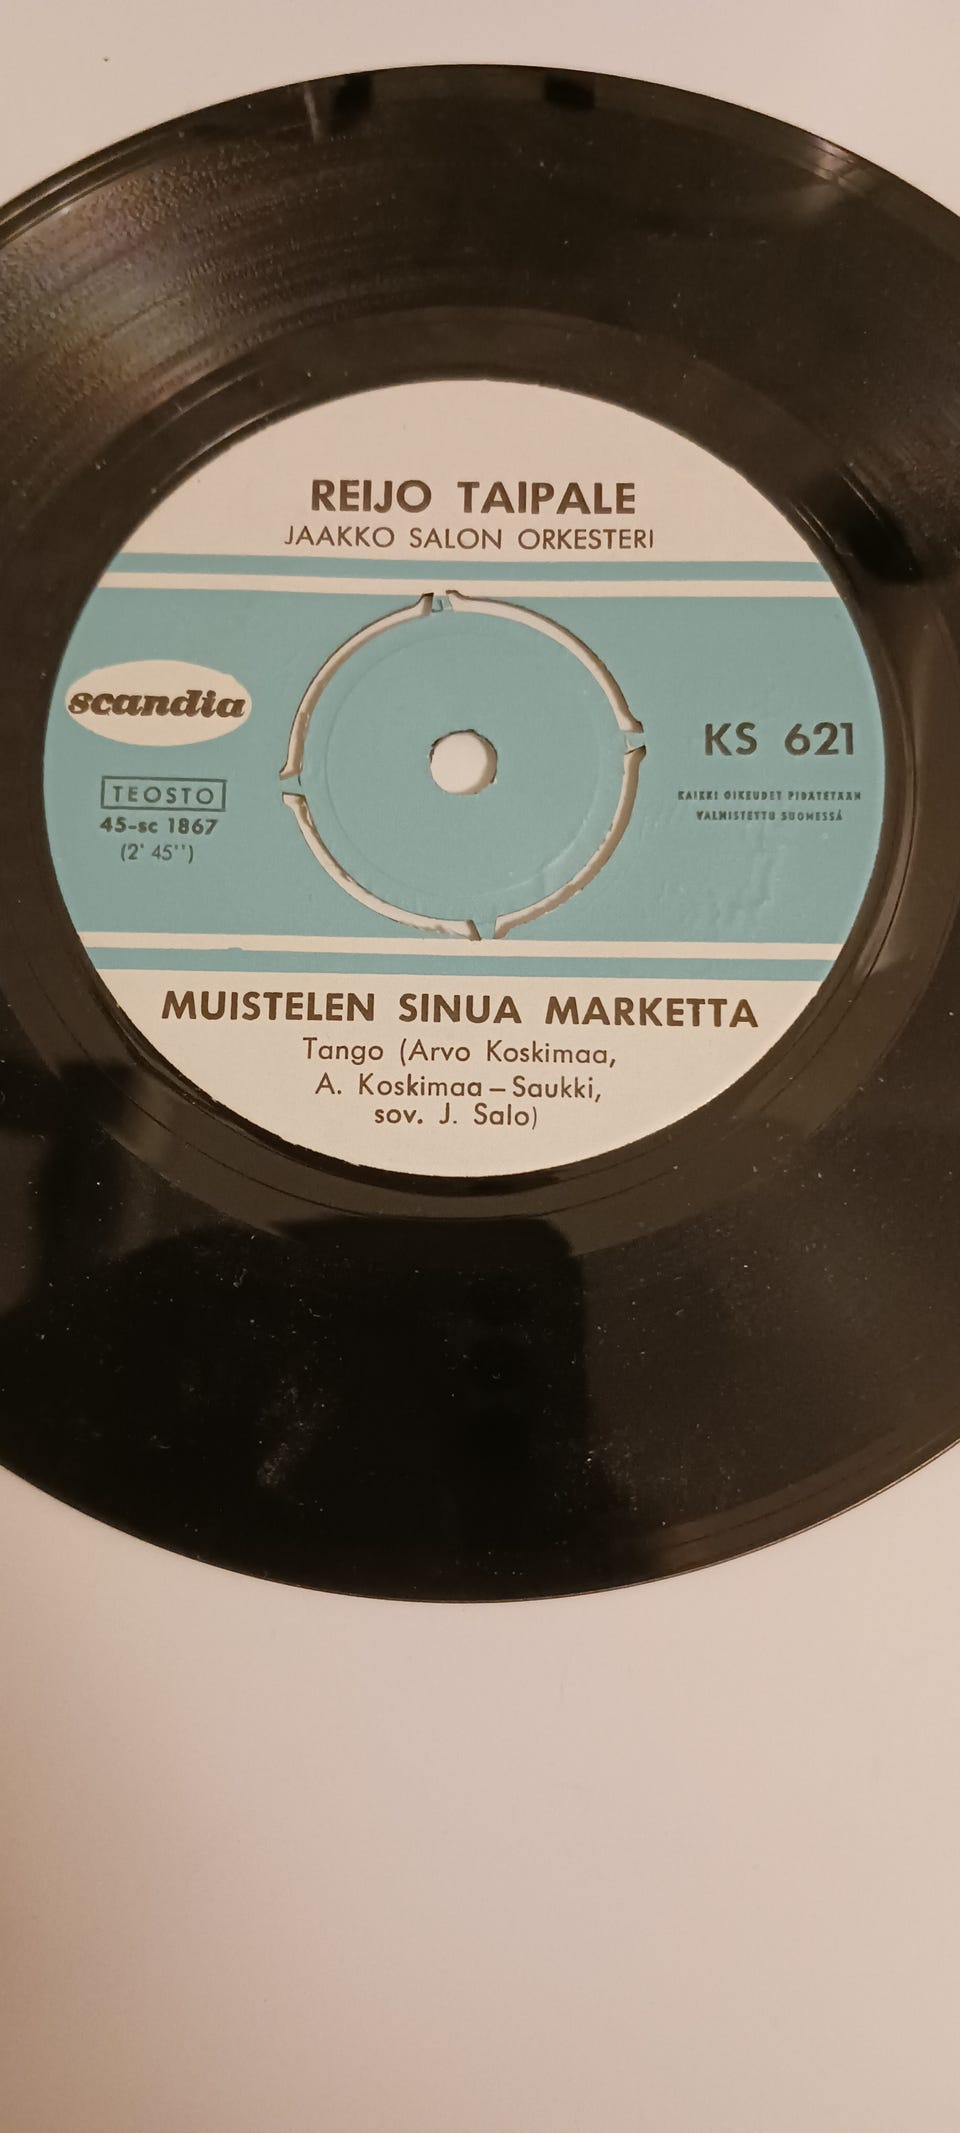 REIJO TAIPALE
JAAKKO SALON ORKESTERI
scandia
TEOSTO
45-sc 1867
(2' 45'')
KS 621
KAIKKI OIKEUDET PIDÄTETÄÄN
VALMISTETTU SUOMESSA
MUISTELEN SINUA MARKETTA
Tango (Arvo Koskimaa,
A. Koskimaa – Saukki,
sov. J. Salo)